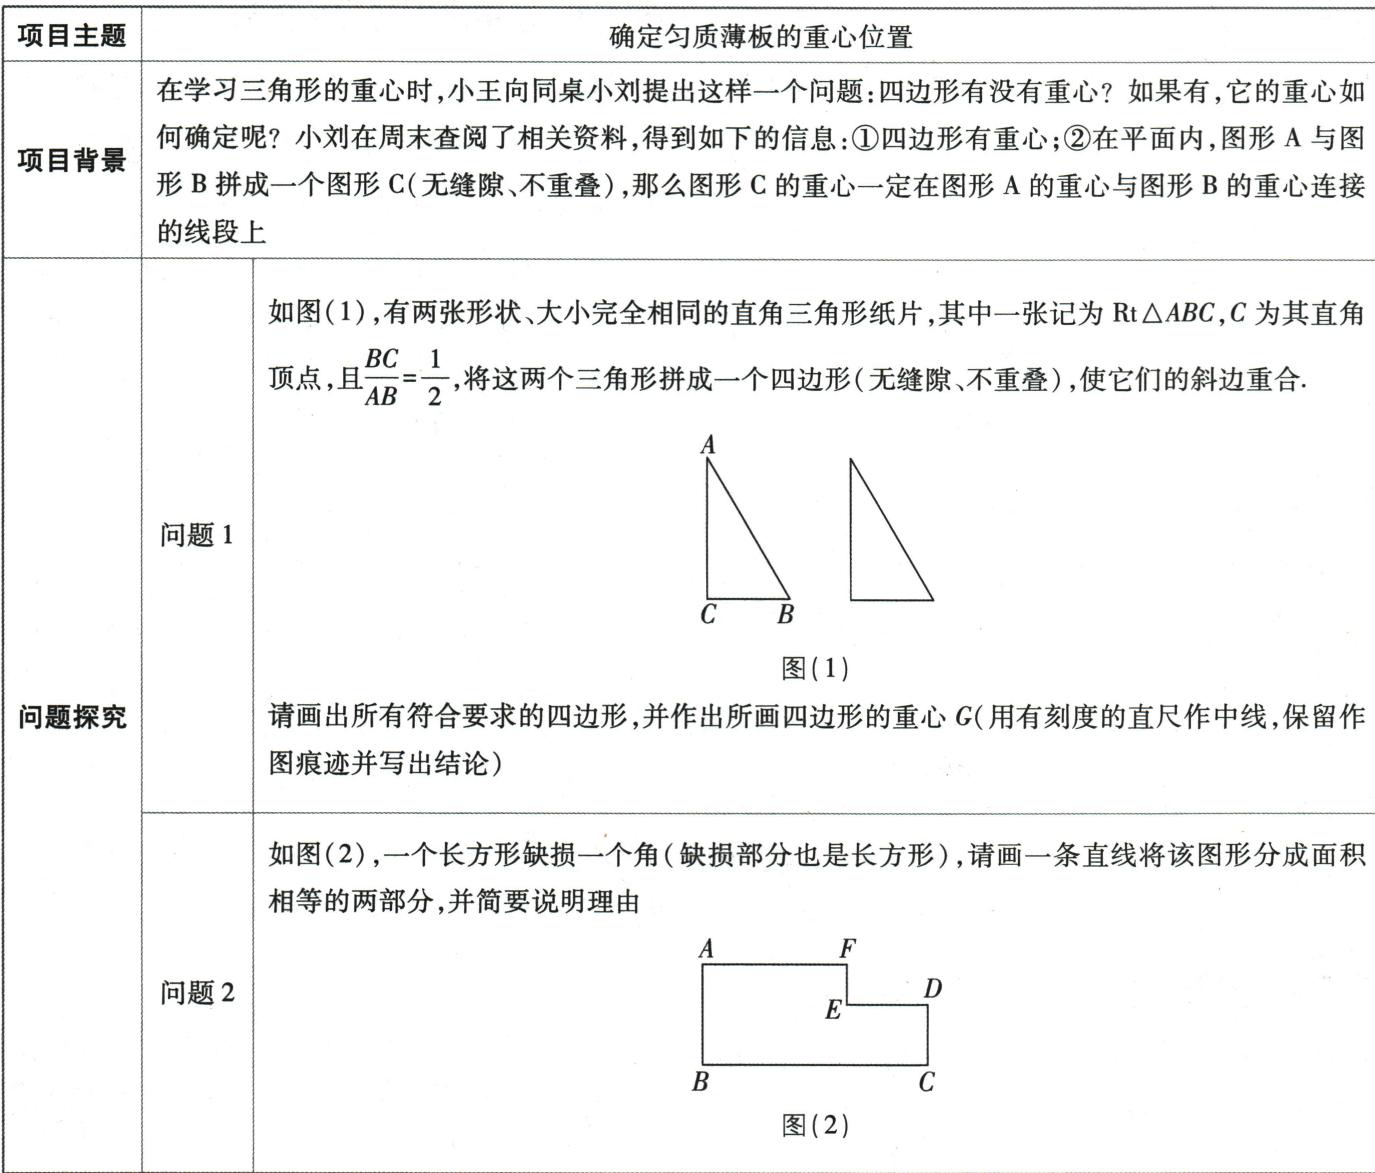 项目主题
确定匀质薄板的重心位置
项目背景
在学习三角形的重心时,小王向同桌小刘提出这样一个问题:四边形有没有重心?如果有,它的重心如
何确定呢?小刘在周末查阅了相关资料,得到如下的信息:①四边形有重心;②在平面内,图形 A 与图
形 B 拼成一个图形 C(无缝隙、不重叠),那么图形 C 的重心一定在图形 A 的重心与图形 B 的重心连接
的线段上
问题探究
问题 1
如图(1),有两张形状、大小完全相同的直角三角形纸片,其中一张记为 Rt△ABC,C 为其直角
顶点,且BC/AB=1/2,将这两个三角形拼成一个四边形(无缝隙、不重叠),使它们的斜边重合.
A
C
B
图(1)
请画出所有符合要求的四边形,并作出所画四边形的重心 G(用有刻度的直尺作中线,保留作
图痕迹并写出结论)
问题 2
如图(2),一个长方形缺损一个角(缺损部分也是长方形),请画一条直线将该图形分成面积
相等的两部分,并简要说明理由
A
F
D
E
B
C
图(2)